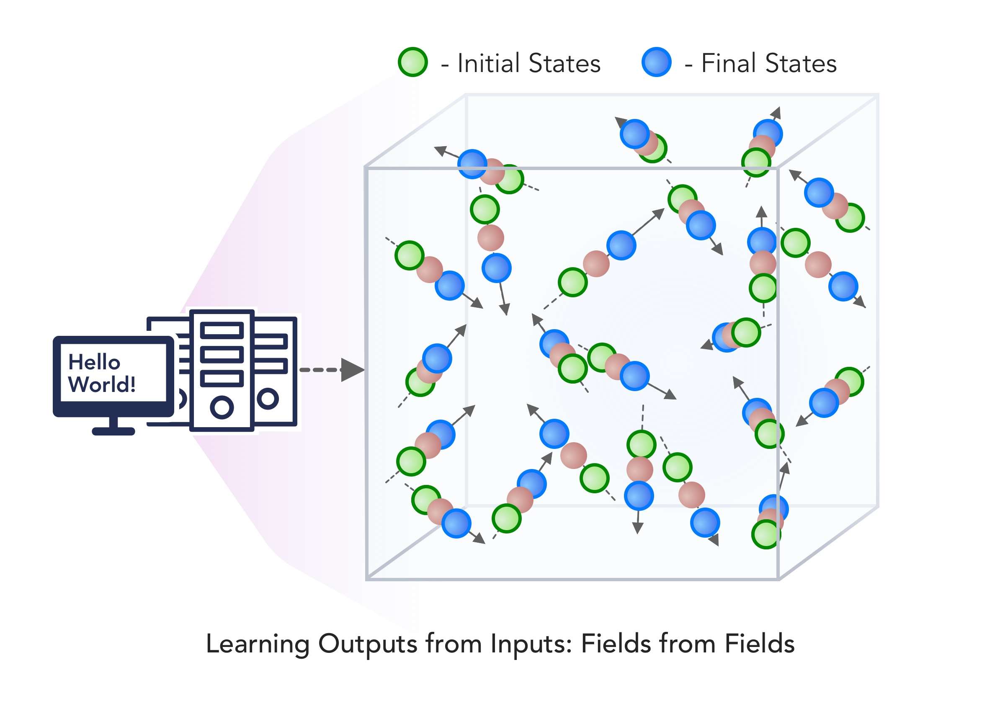 - Initial States
- Final States
Hello
World!
Learning Outputs from Inputs: Fields from Fields